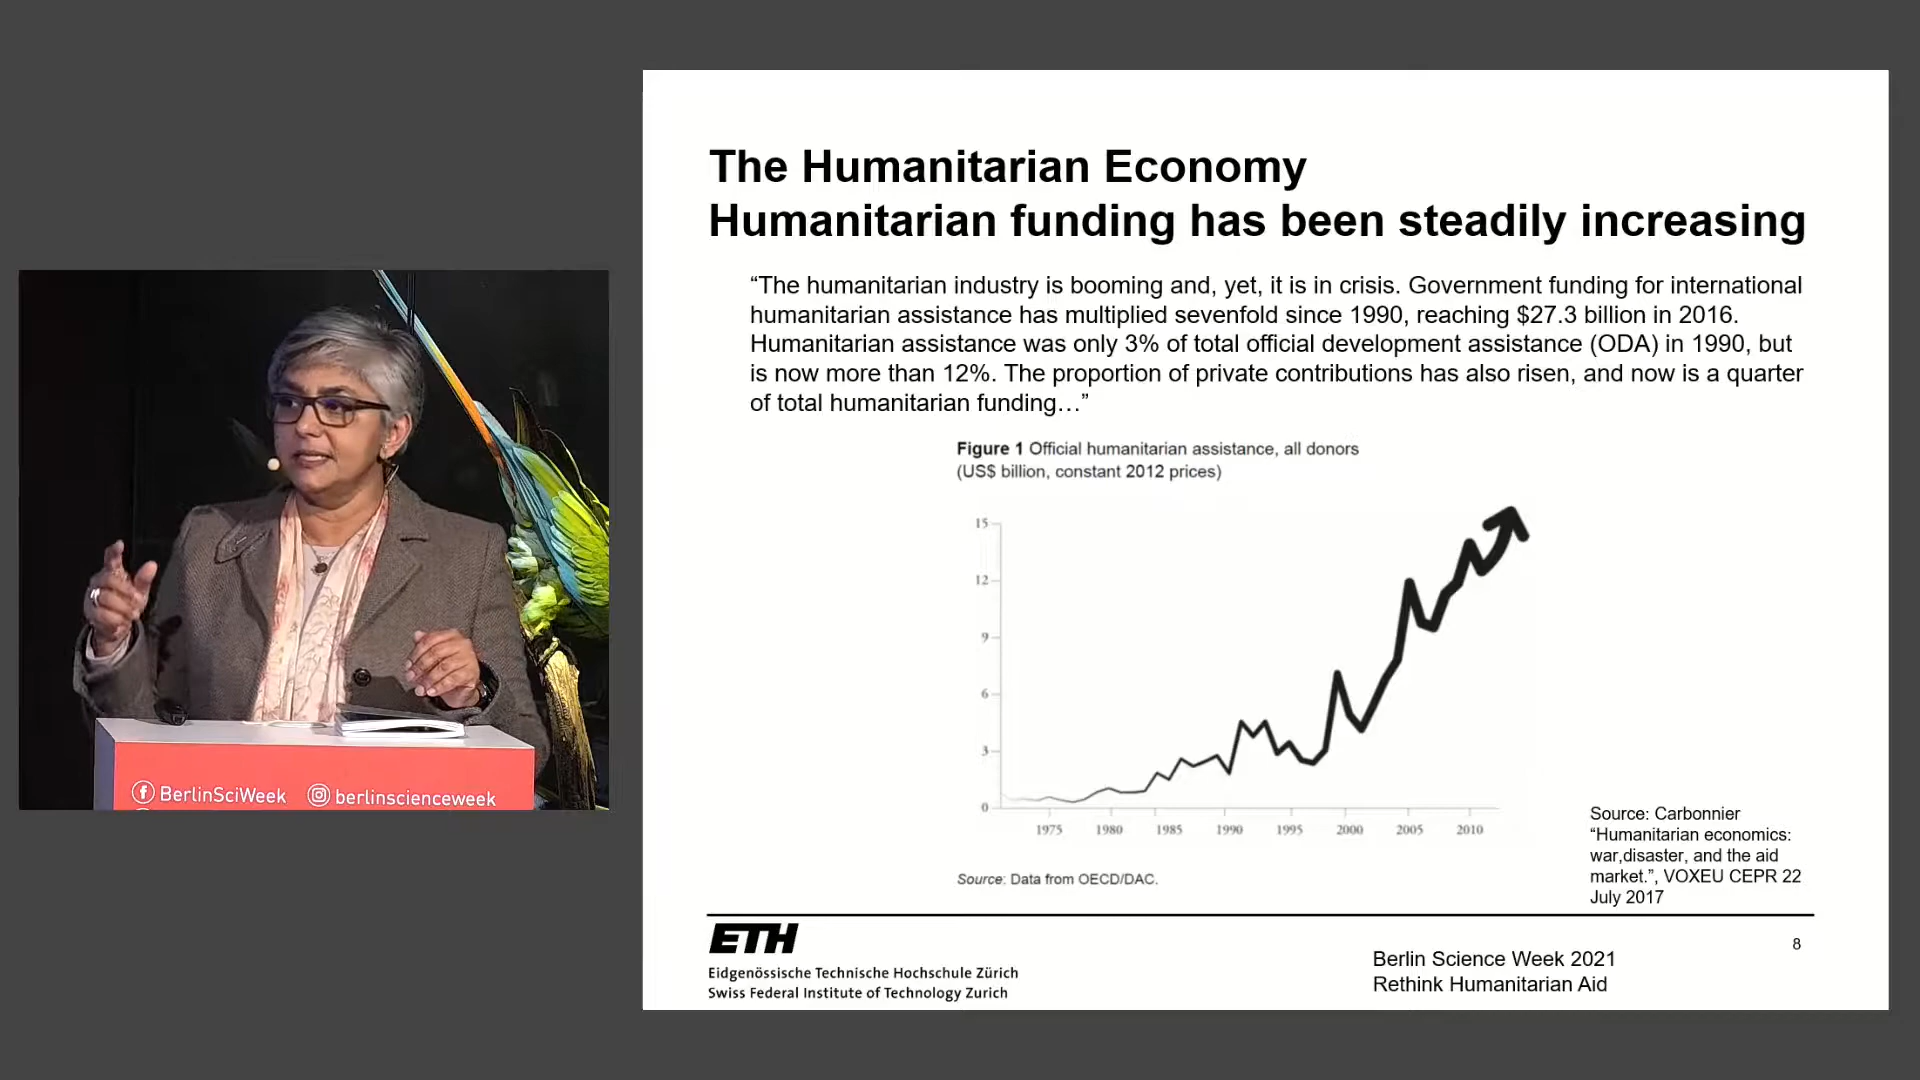 The Humanitarian Economy
Humanitarian funding has been steadily increasing
“The humanitarian industry is booming and, yet, it is in crisis. Government funding for international
humanitarian assistance has multiplied sevenfold since 1990, reaching $27.3 billion in 2016.
Humanitarian assistance was only 3% of total official development assistance (ODA) in 1990, but
is now more than 12%. The proportion of private contributions has also risen, and now is a quarter
of total humanitarian funding…”
Figure 1 Official humanitarian assistance, all donors
(US$ billion, constant 2012 prices)
15
12
9
6
3
0
1975 1980 1985 1990 1995 2000 2005 2010
Source: Data from OECD/DAC.
Source: Carbonnier
“Humanitarian economics:
war,disaster, and the aid
market.”, VOXEU CEPR 22
July 2017
ETH
Eidgenössische Technische Hochschule Zürich
Swiss Federal Institute of Technology Zurich
Berlin Science Week 2021
Rethink Humanitarian Aid
8
BerlinSciWeek berlinscienceweek